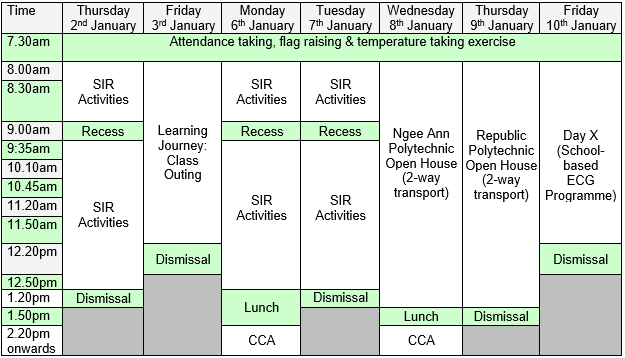 Time
Thursday
2nd January
Friday
3rd January
Monday
6th January
Tuesday
7th January
Wednesday
8th January
Thursday
9th January
Friday
10th January
7.30am
Attendance taking, flag raising & temperature taking exercise
8.00am
8.30am
SIR
Activities
Learning
Journey:
Class
Outing
SIR
Activities
SIR
Activities
Ngee Ann
Polytechnic
Open House
(2-way
transport)
Republic
Polytechnic
Open House
(2-way
transport)
Day X
(School-
based
ECG
Programme)
9.00am
Recess
Recess
Recess
9:35am
10.10am
10.45am
11.20am
11.50am
SIR
Activities
SIR
Activities
SIR
Activities
12.20pm
Dismissal
Dismissal
12.50pm
1.20pm
Dismissal
Lunch
Dismissal
1.50pm
Lunch
Dismissal
2.20pm
onwards
CCA
CCA